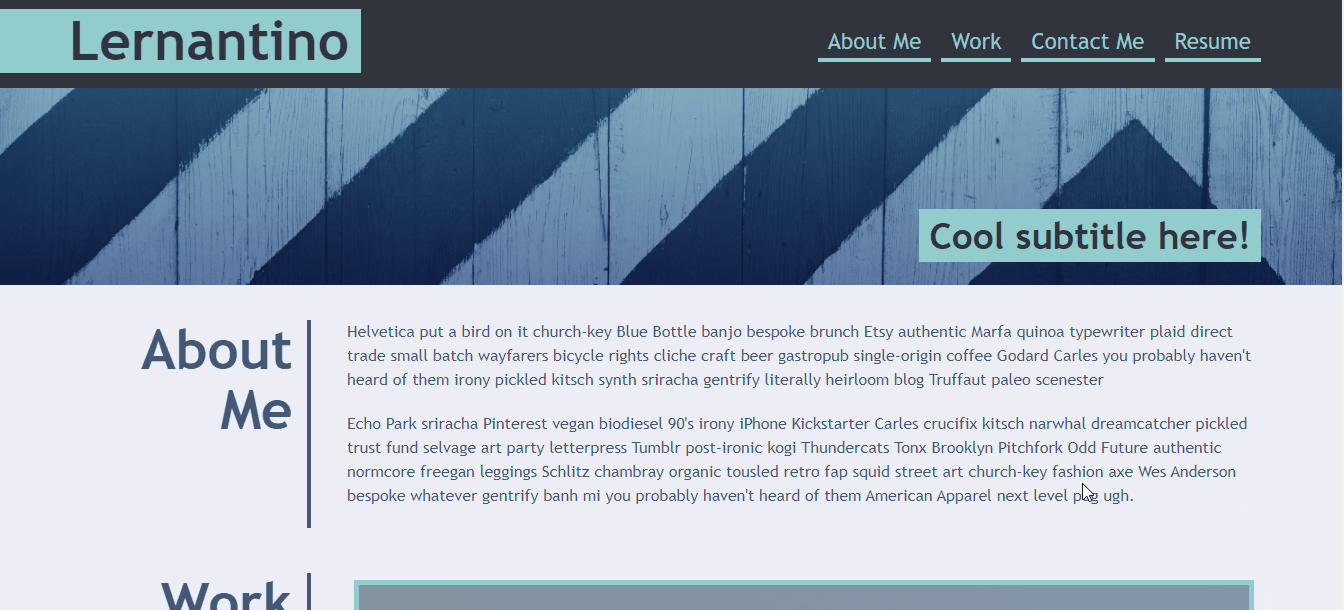 Lernantino
About Me
Work
Contact Me
Resume
Cool subtitle here!
About
Me
Helvetica put a bird on it church-key Blue Bottle banjo bespoke brunch Etsy authentic Marfa quinoa typewriter plaid direct
trade small batch wayfarers bicycle rights cliche craft beer gastropub single-origin coffee Godard Carles you probably haven't
heard of them irony pickled kitsch synth sriracha gentrify literally heirloom blog Truffaut paleo scenester
Echo Park sriracha Pinterest vegan biodiesel 90's irony iPhone Kickstarter Carles crucifix kitsch narwhal dreamcatcher pickled
trust fund selvage art party letterpress Tumblr post-ironic kogi Thundercats Tonx Brooklyn Pitchfork Odd Future authentic
normcore freegan leggings Schlitz chambray organic tousled retro fap squid street art church-key fashion axe Wes Anderson
bespoke whatever gentrify banh mi you probably haven't heard of them American Apparel next level pug ugh.
Work